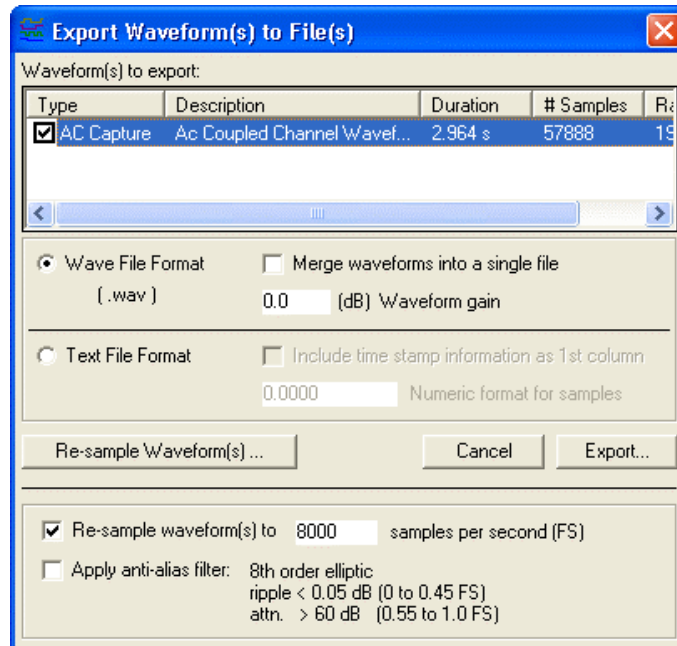 Export Waveform(s) to File(s)
Waveform(s) to export:
Type Description Duration # Samples Ra
AC Capture Ac Coupled Channel Wavef... 2.964 s 57888 19
Wave File Format Merge waveforms into a single file
( .wav ) 0.0 (dB) Waveform gain
Text File Format Include time stamp information as 1st column
0.0000 Numeric format for samples
Re-sample Waveform(s) ... Cancel Export...
Re-sample waveform(s) to 8000 samples per second (FS)
Apply anti-alias filter: 8th order elliptic
ripple < 0.05 dB (0 to 0.45 FS)
attn. > 60 dB (0.55 to 1.0 FS)